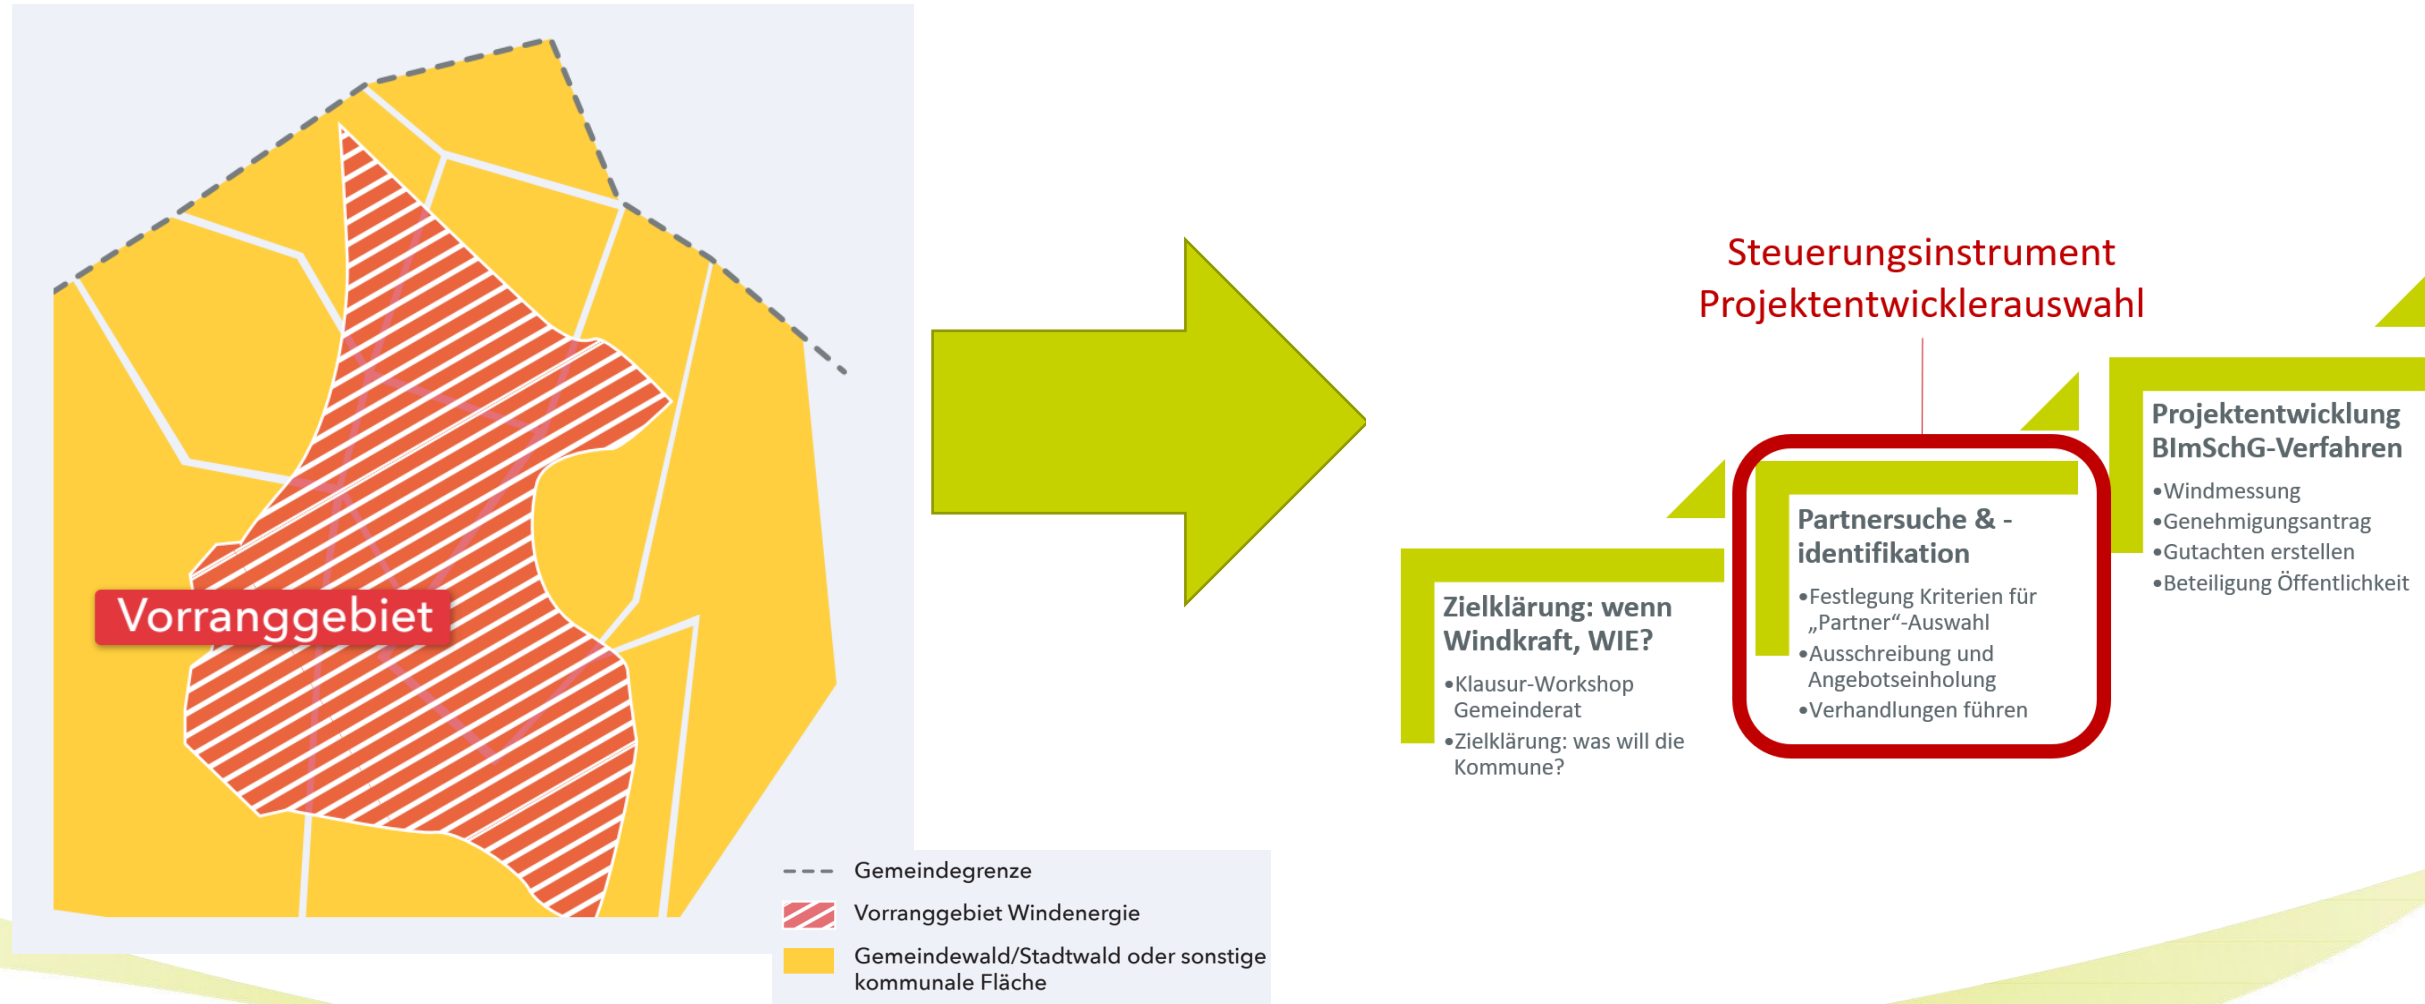 Vorranggebiet
Gemeindegrenze
Vorranggebiet Windenergie
Gemeindewald/Stadtwald oder sonstige
kommunale Fläche
Steuerungsinstrument
Projektentwicklerauswahl
Zielklärung: wenn
Windkraft, WIE?
•Klausur-Workshop
Gemeinderat
•Zielklärung: was will die
Kommune?
Partnersuche & -
identifikation
•Festlegung Kriterien für
„Partner“-Auswahl
•Ausschreibung und
Angebotseinholung
•Verhandlungen führen
Projektentwicklung
BImSchG-Verfahren
•Windmessung
•Genehmigungsantrag
•Gutachten erstellen
•Beteiligung Öffentlichkeit